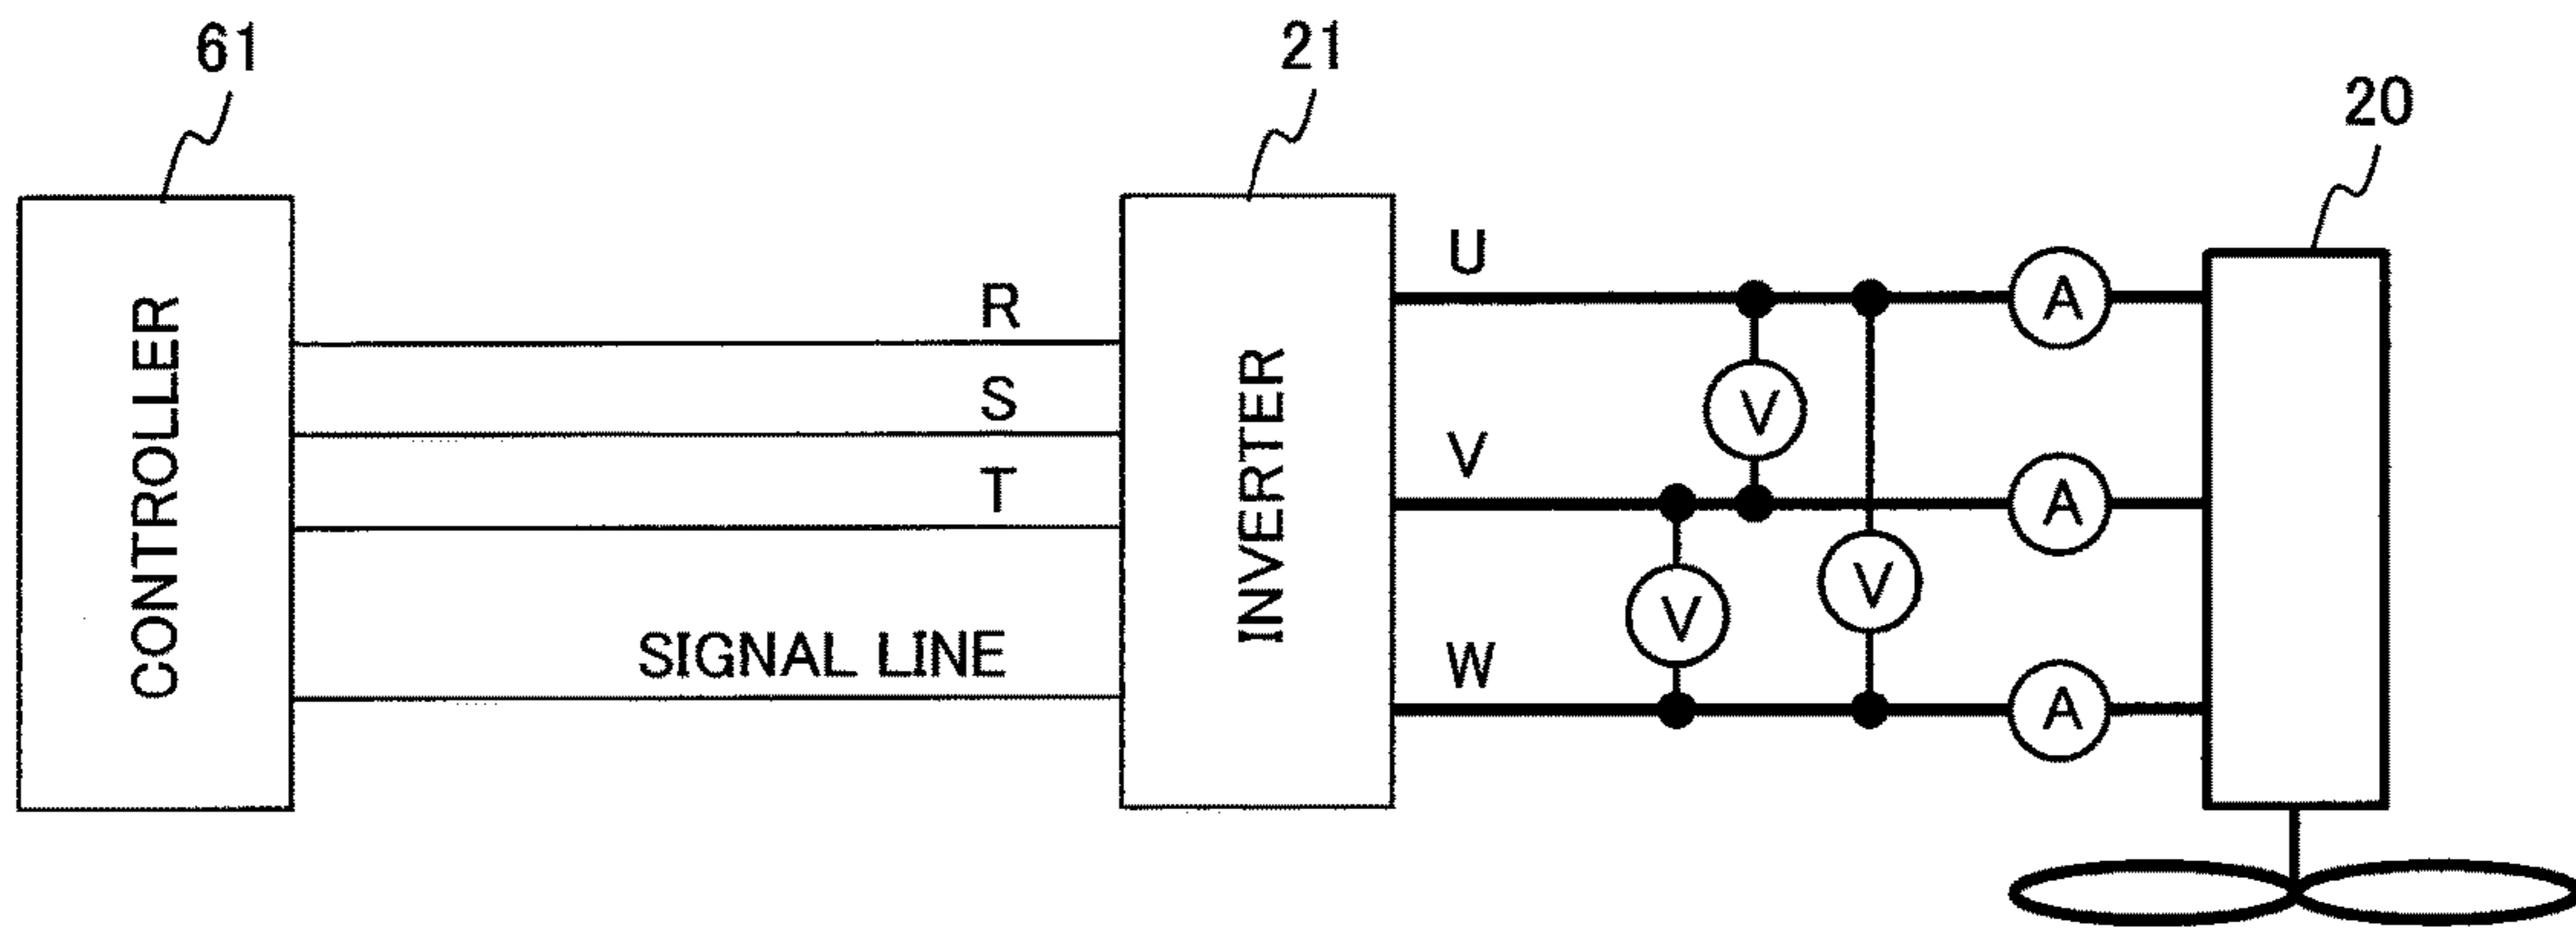 61
21
20
CONTROLLER
R
S
T
SIGNAL LINE
INVERTER
U
V
W
V
V
V
A
A
A